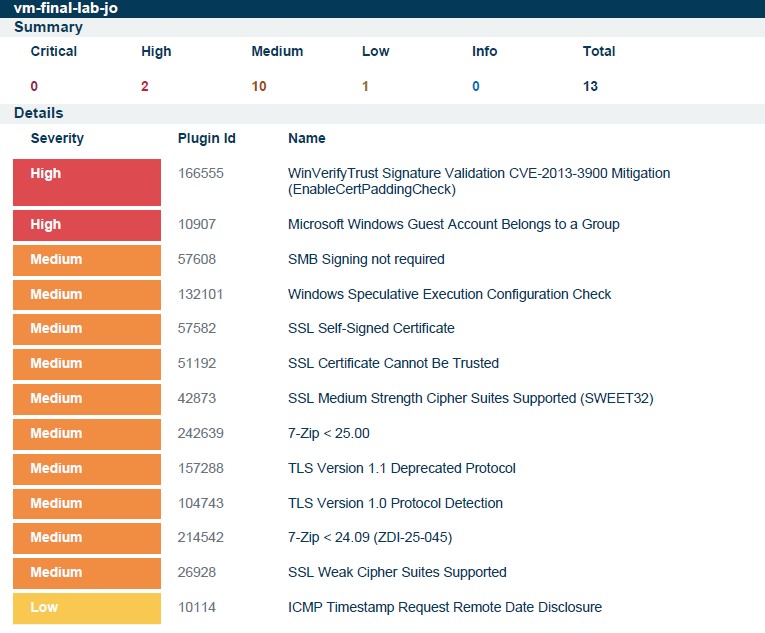 vm-final-lab-jo
Summary
Critical High Medium Low Info Total
0 2 10 1 0 13
Details
Severity Plugin Id Name
High 166555 WinVerifyTrust Signature Validation CVE-2013-3900 Mitigation
(EnableCertPaddingCheck)
High 10907 Microsoft Windows Guest Account Belongs to a Group
Medium 57608 SMB Signing not required
Medium 132101 Windows Speculative Execution Configuration Check
Medium 57582 SSL Self-Signed Certificate
Medium 51192 SSL Certificate Cannot Be Trusted
Medium 42873 SSL Medium Strength Cipher Suites Supported (SWEET32)
Medium 242639 7-Zip < 25.00
Medium 157288 TLS Version 1.1 Deprecated Protocol
Medium 104743 TLS Version 1.0 Protocol Detection
Medium 214542 7-Zip < 24.09 (ZDI-25-045)
Medium 26928 SSL Weak Cipher Suites Supported
Low 10114 ICMP Timestamp Request Remote Date Disclosure